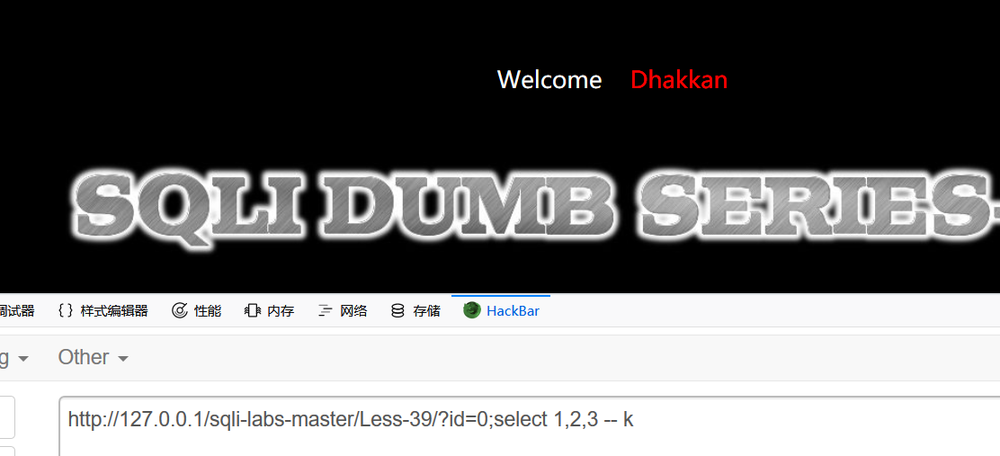 Welcome Dhakkan
SQLI DUMB SERIES-
调试器 {} 样式编辑器 性能 内存 网络 存储 HackBar
g Other
http://127.0.0.1/sqli-labs-master/Less-39/?id=0;select 1,2,3 -- k